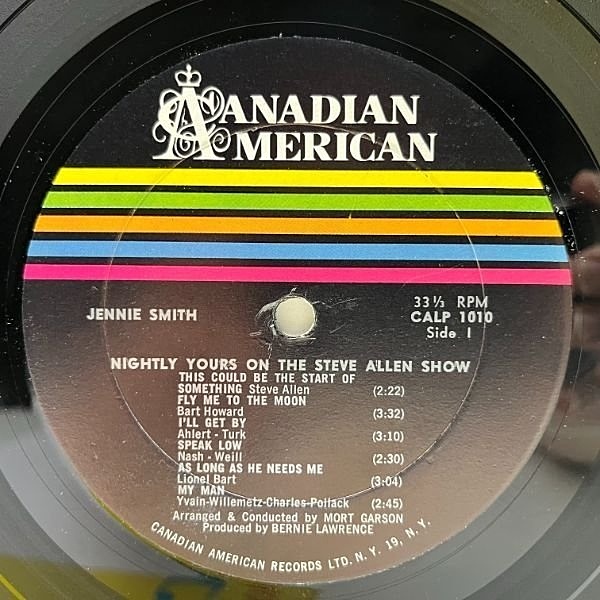 CANADIAN
AMERICAN
JENNIE SMITH
33⅓ RPM
CALP 1010
Side 1
NIGHTLY YOURS ON THE STEVE ALLEN SHOW
THIS COULD BE THE START OF
SOMETHING Steve Allen (2:22)
FLY ME TO THE MOON
Bart Howard (3:32)
I'LL GET BY
Ahlert - Turk (3:10)
SPEAK LOW
Nash - Weill (2:30)
AS LONG AS HE NEEDS ME
Lionel Bart (3:04)
MY MAN
Yvain-Willemetz-Charles-Pollack (2:45)
Arranged & Conducted by MORT GARSON
Produced by BERNIE LAWRENCE
CANADIAN AMERICAN RECORDS LTD. N.Y. 19, N.Y.